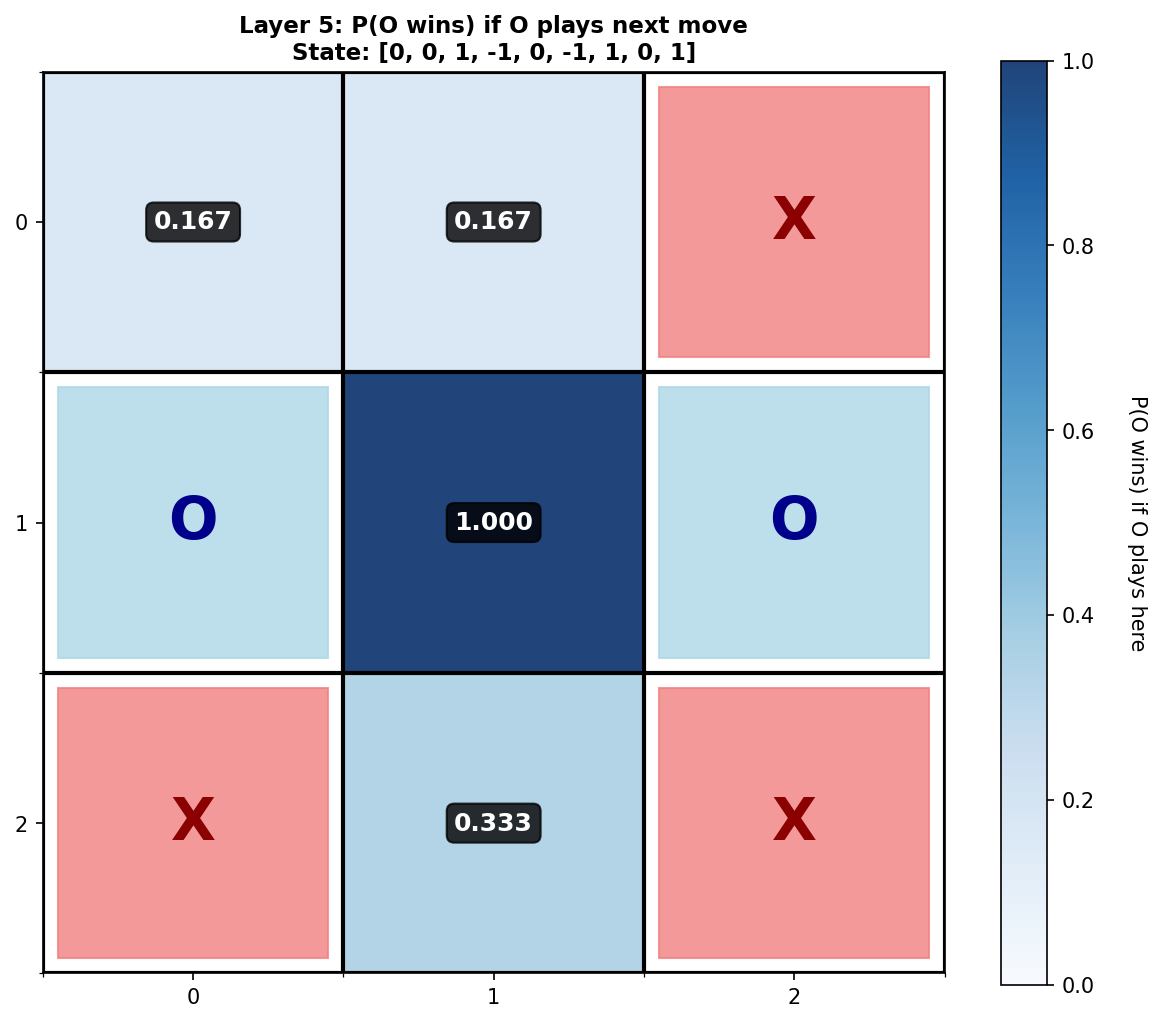 Layer 5: P(O wins) if O plays next move
State: [0, 0, 1, -1, 0, -1, 1, 0, 1]
0.167 0.167 X
O 1.000 O
X 0.333 X
0
1
2
0 1 2
1.0
0.8
0.6
0.4
0.2
0.0
P(O wins) if O plays here